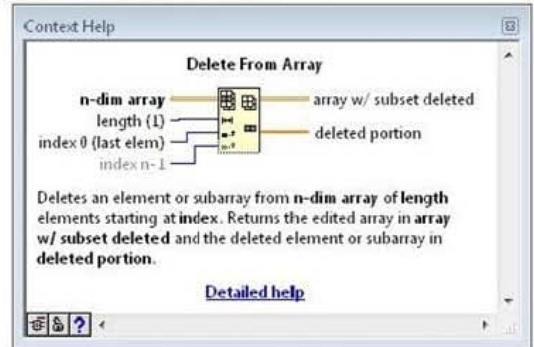 Context Help
Delete From Array
n-dim array
array w/ subset deleted
length (1)
deleted portion
index 0 (last elem)
index n-1
Deletes an element or subarray from n-dim array of length
elements starting at index. Returns the edited array in array
w/ subset deleted and the deleted element or subarray in
deleted portion.
Detailed help
?